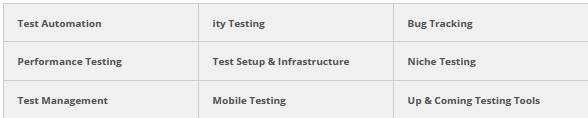 Test Automation
ity Testing
Bug Tracking
Performance Testing
Test Setup & Infrastructure
Niche Testing
Test Management
Mobile Testing
Up & Coming Testing Tools